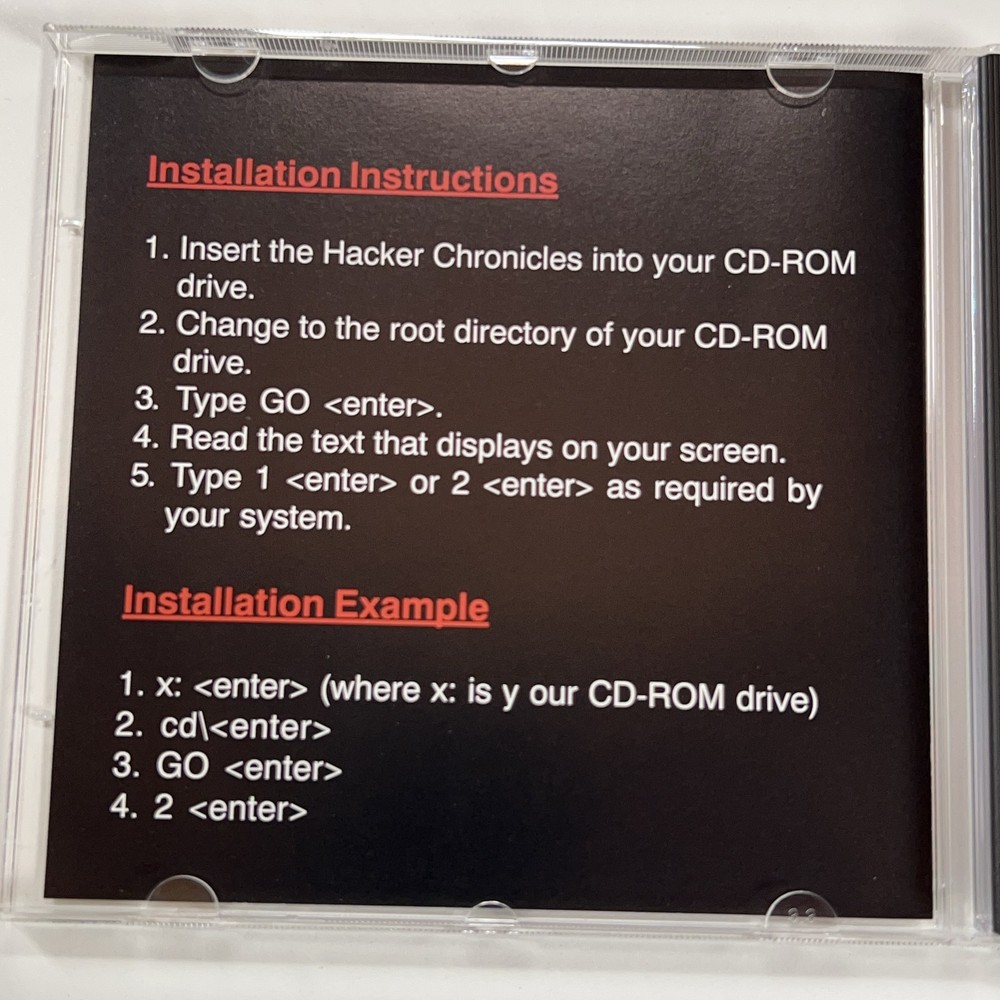 Installation Instructions
1. Insert the Hacker Chronicles into your CD-ROM
drive.
2. Change to the root directory of your CD-ROM
drive.
3. Type GO <enter>.
4. Read the text that displays on your screen.
5. Type 1 <enter> or 2 <enter> as required by
your system.
Installation Example
1. x: <enter> (where x: is y our CD-ROM drive)
2. cd\<enter>
3. GO <enter>
4. 2 <enter>